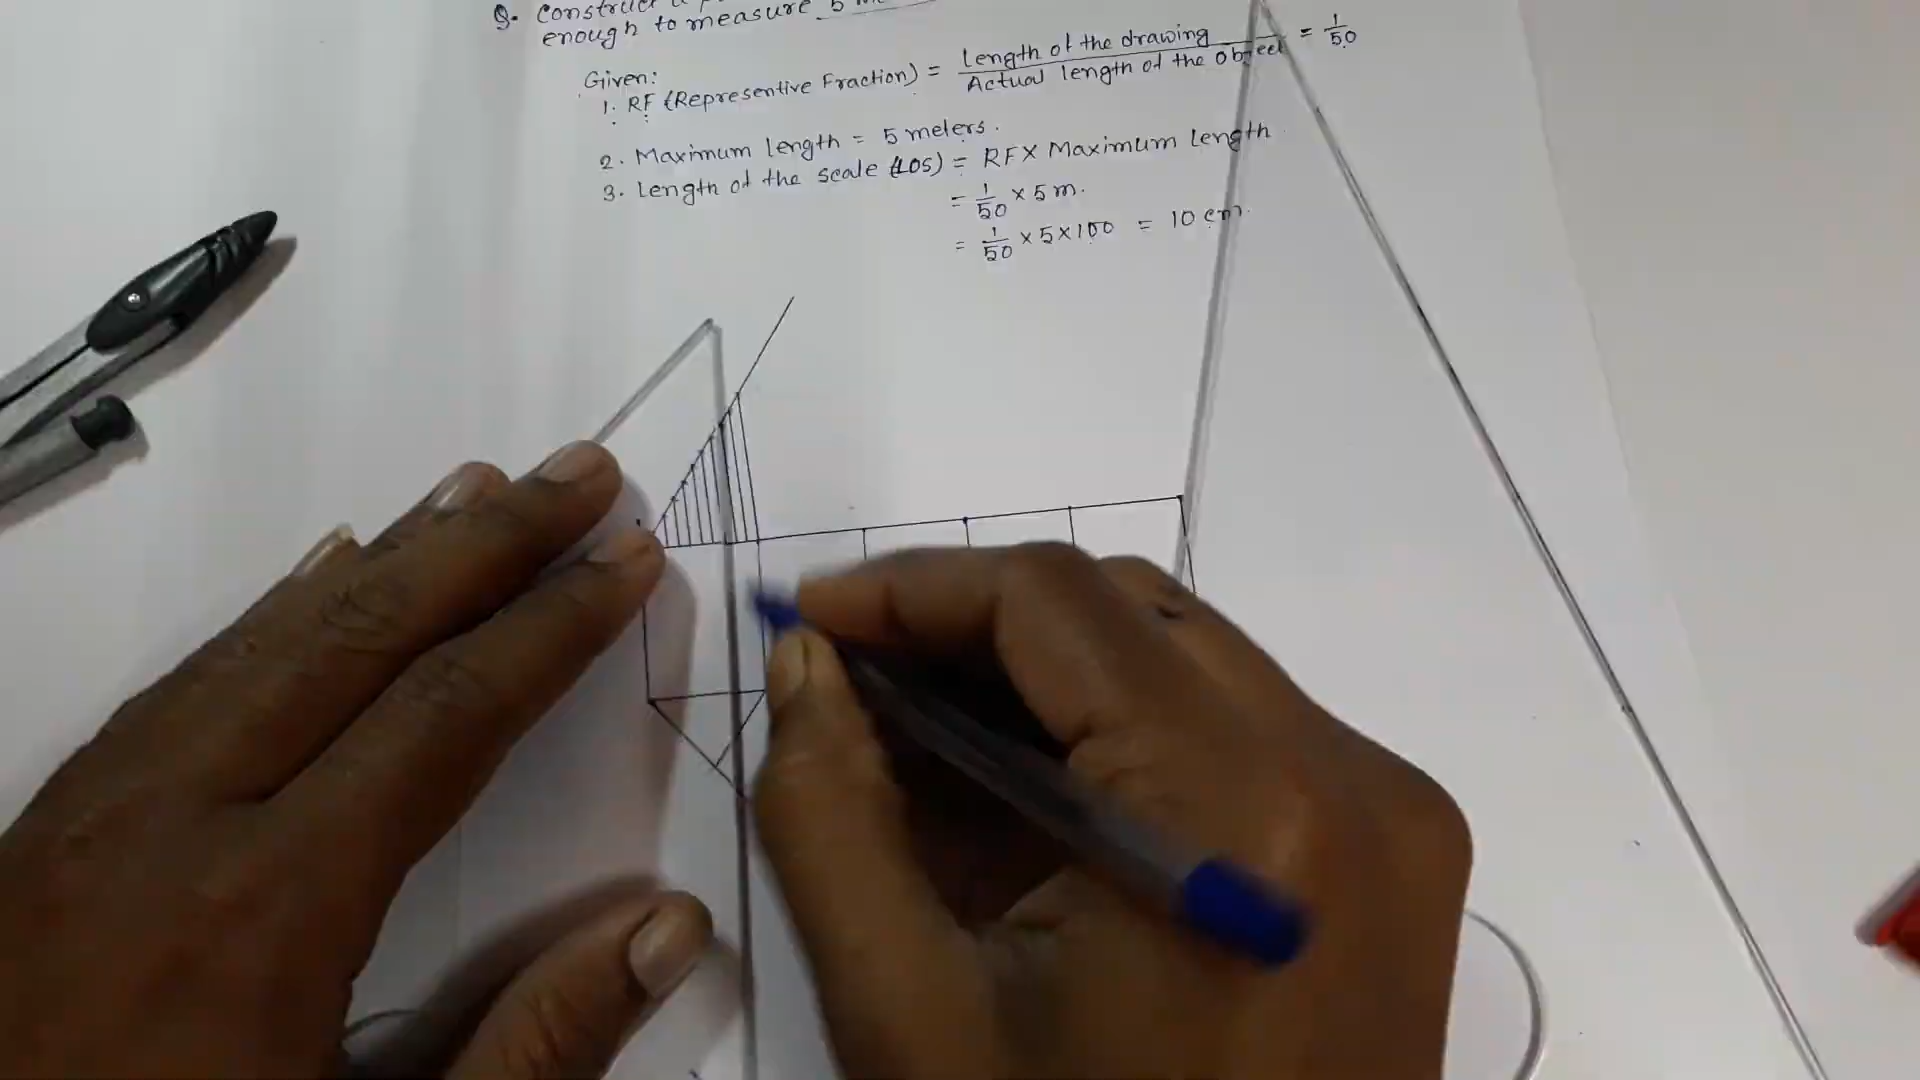 Q. Construct a
enough to measure 5
Given:
1. RF (Representive Fraction) = Length of the drawing / Actual length of the object = 1/50
2. Maximum length = 5 meters.
3. Length of the scale (LOS) = RF X Maximum Length
= 1/50 × 5 m.
= 1/50 × 5 × 100 = 10 cm.